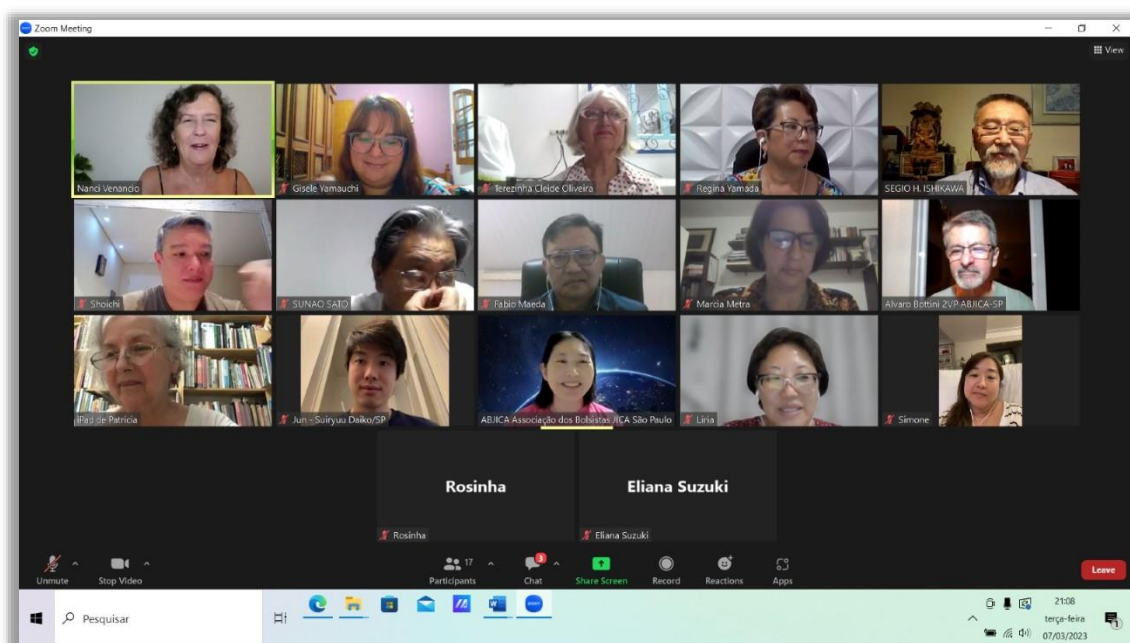 Zoom Meeting
View
Nanci Venancio
Gisele Yamauchi
Terezinha Cleide Oliveira
Regina Yamada
SEGIO H. ISHIKAWA
Shoichi
SUNAO SATO
Fabio Maeda
Marcia Metra
Alvaro Bottini 2VP ABJICA-SP
iPad de Patricia
Jun - Suiryuu Daiko/SP
ABJICA Associação dos Bolsistas JICA São Paulo
Liria
Simone
Rosinha
Eliana Suzuki
Rosinha
Eliana Suzuki
Unmute
Stop Video
17
Participants
3
Chat
Share Screen
Record
Reactions
Apps
Leave
Pesquisar
21:08
terça-feira
07/03/2023
1